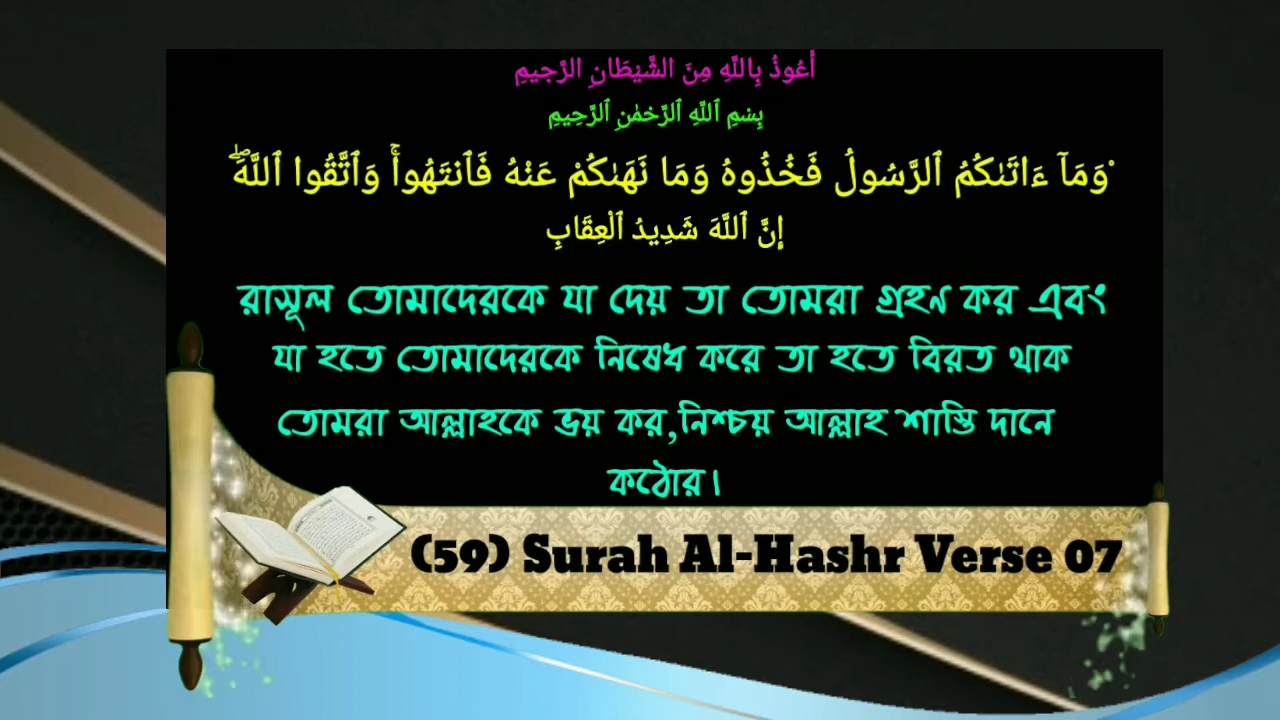 أَعُوذُ بِاللَّهِ مِنَ الشَّيْطَانِ الرَّجِيمِ
بِسْمِ ٱللَّهِ ٱلرَّحْمَٰنِ ٱلرَّحِيمِ
وَمَآ ءَاتَىٰكُمُ ٱلرَّسُولُ فَخُذُوهُ وَمَا نَهَىٰكُمْ عَنْهُ فَٱنتَهُوا۟ۚ وَٱتَّقُوا ٱللَّهَۖ
إِنَّ ٱللَّهَ شَدِيدُ ٱلْعِقَابِ
রাসূল তোমাদেরকে যা দেয় তা তোমরা গ্রহণ কর এবং
যা হতে তোমাদেরকে নিষেধ করে তা হতে বিরত থাক
তোমরা আল্লাহকে ভয় কর,নিশ্চয় আল্লাহ শাস্তি দানে
কঠোর।
(59) Surah Al-Hashr Verse 07